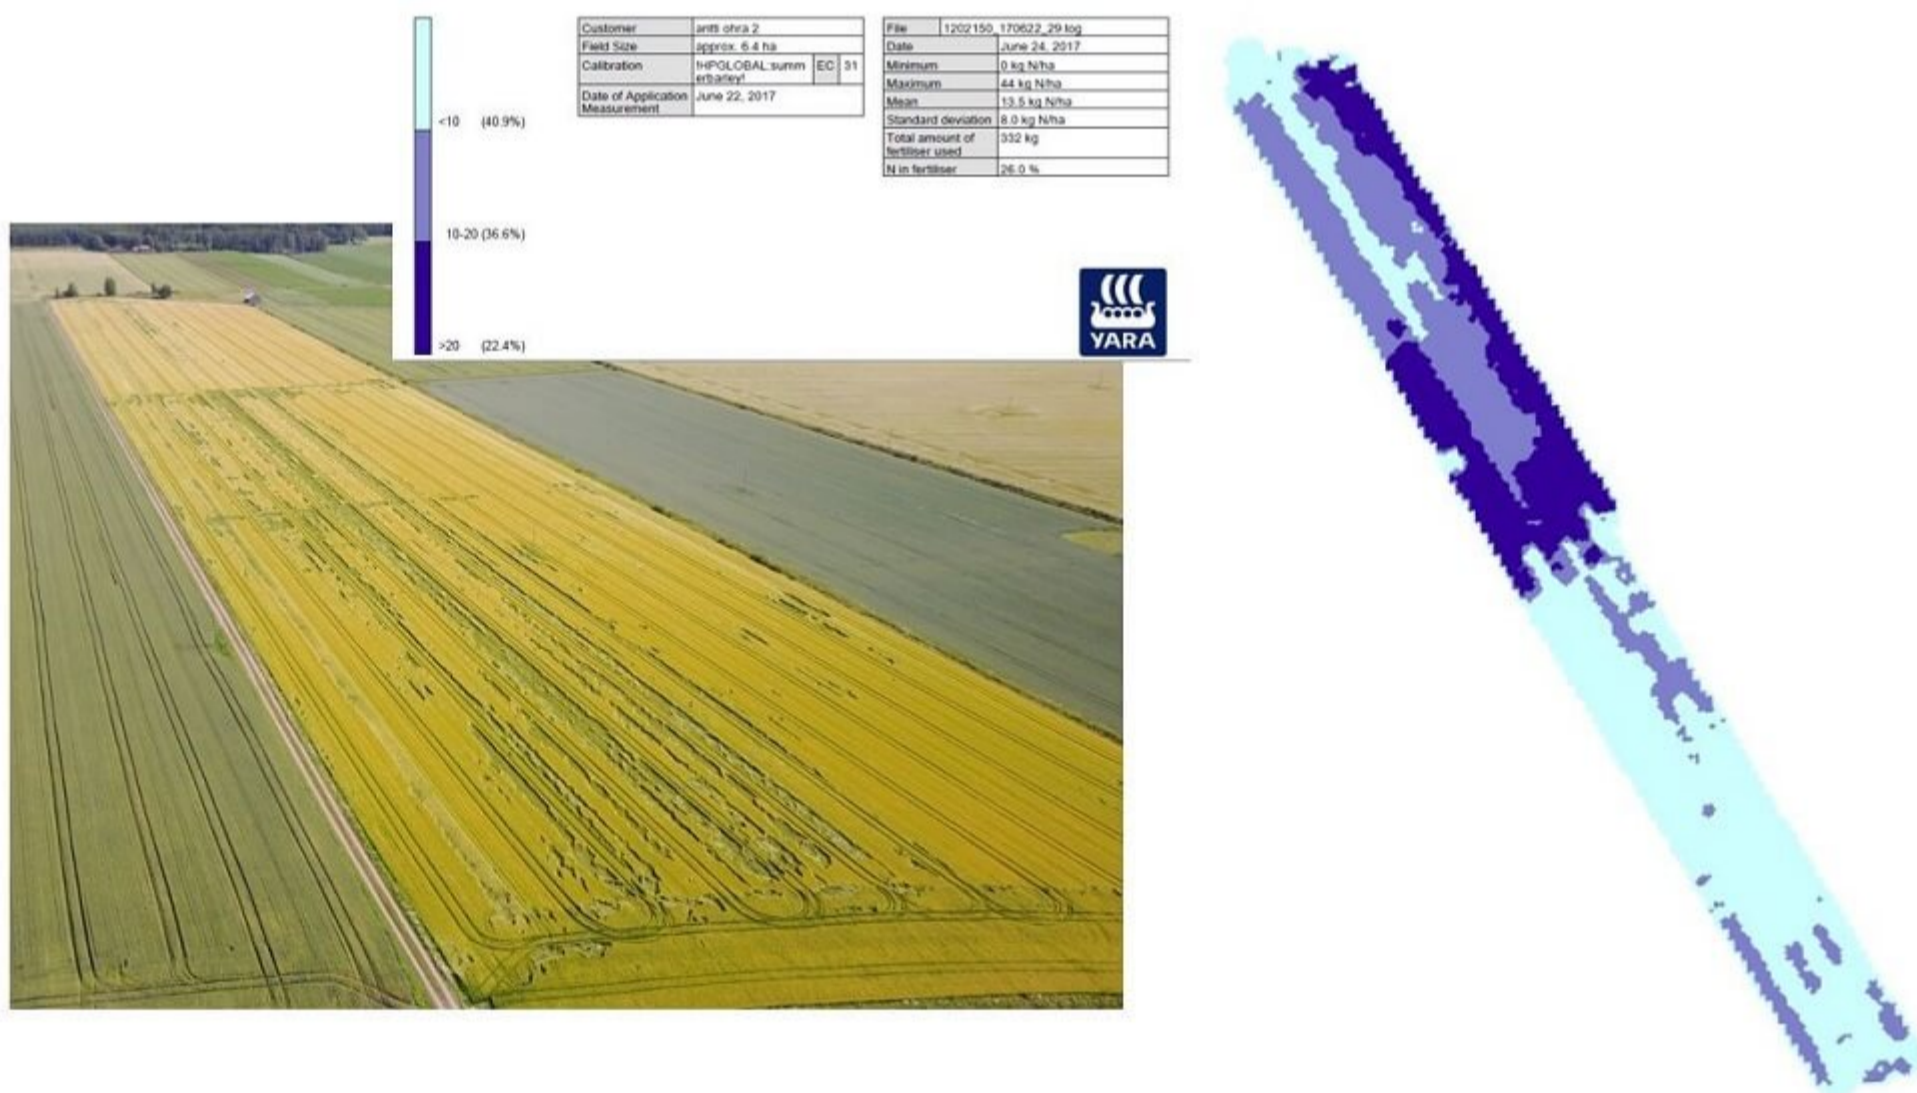 Customer antti ohra 2
Field Size approx. 6.4 ha
Calibration !HPGLOBAL:summ EC 31
erbarley!
Date of Application June 22, 2017
Measurement
File 1202150_170622_29.log
Date June 24, 2017
Minimum 0 kg N/ha
Maximum 44 kg N/ha
Mean 13.5 kg N/ha
Standard deviation 8.0 kg N/ha
Total amount of 332 kg
fertiliser used
N in fertiliser 26.0 %
<10 (40.9%)
10-20 (36.6%)
>20 (22.4%)
YARA